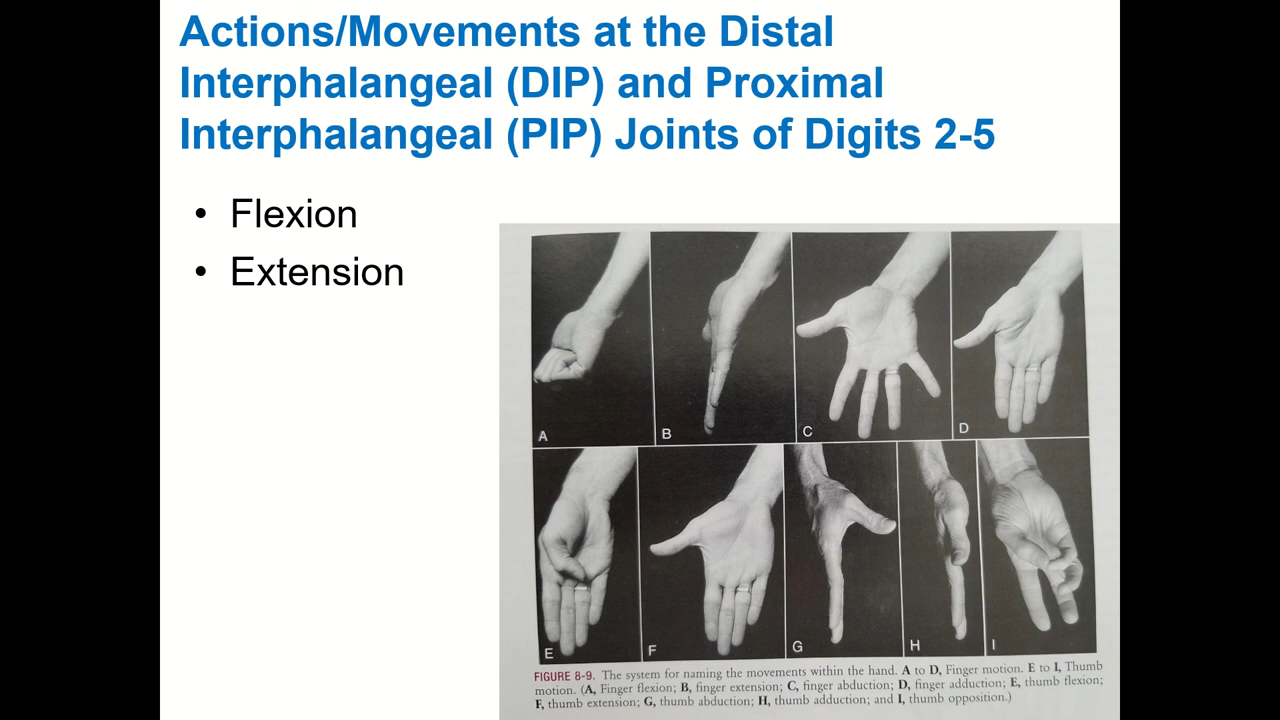 Actions/Movements at the Distal
Interphalangeal (DIP) and Proximal
Interphalangeal (PIP) Joints of Digits 2-5
• Flexion
• Extension
A
B
C
D
E
F
G
H
I
FIGURE 8-9. The system for naming the movements within the hand. A to D, Finger motion. E to I, Thumb
motion. (A, Finger flexion; B, finger extension; C, finger abduction; D, finger adduction; E, thumb flexion;
F, thumb extension; G, thumb abduction; H, thumb adduction; and I, thumb opposition.)